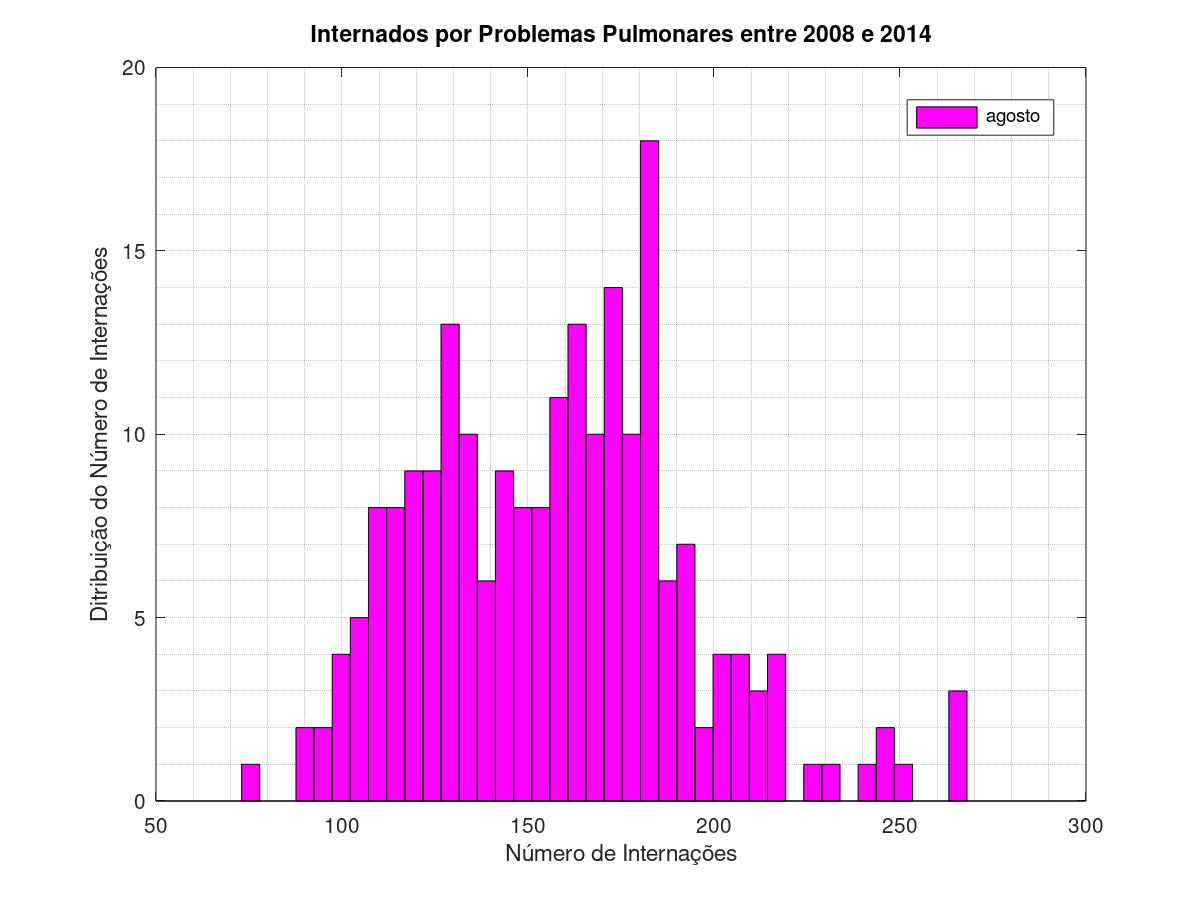 Internados por Problemas Pulmonares entre 2008 e 2014
agosto
20
15
10
5
0
Ditribuição do Número de Internações
50 100 150 200 250 300
Número de Internações